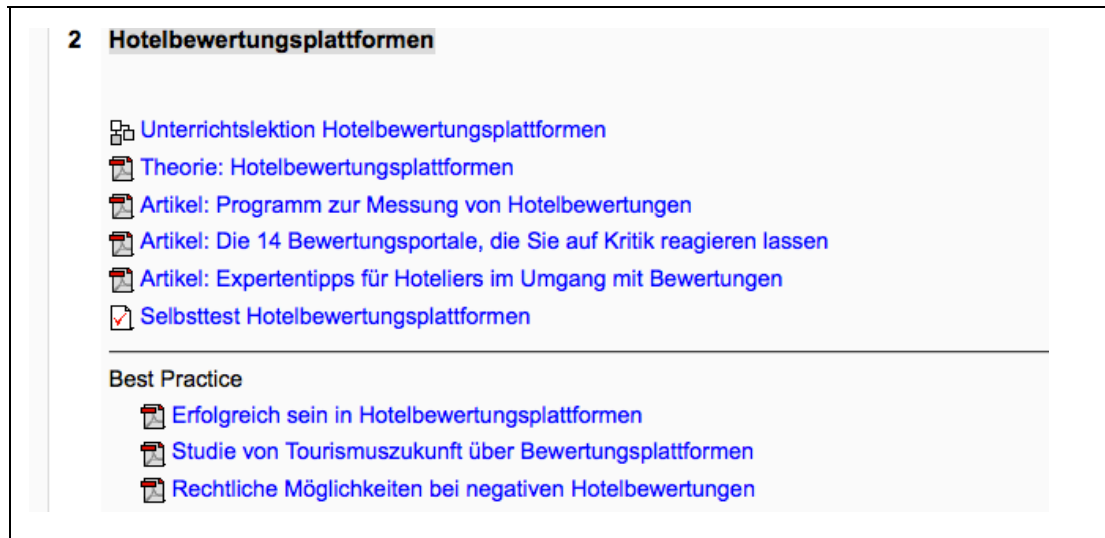 2 Hotelbewertungsplattformen
Unterrichtslektion Hotelbewertungsplattformen
Theorie: Hotelbewertungsplattformen
Artikel: Programm zur Messung von Hotelbewertungen
Artikel: Die 14 Bewertungsportale, die Sie auf Kritik reagieren lassen
Artikel: Expertentipps für Hoteliers im Umgang mit Bewertungen
Selbsttest Hotelbewertungsplattformen
Best Practice
Erfolgreich sein in Hotelbewertungsplattformen
Studie von Tourismuszukunft über Bewertungsplattformen
Rechtliche Möglichkeiten bei negativen Hotelbewertungen